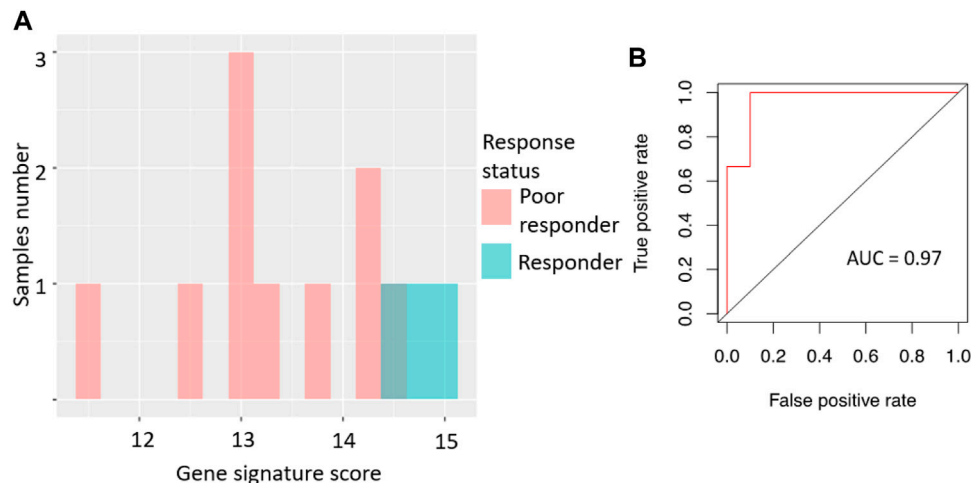 A
3
2
1
Samples number
12
13
14
15
Gene signature score
Response
status
Poor
responder
Responder
B
1.0
0.8
0.6
0.4
0.2
0.0
True positive rate
AUC = 0.97
0.0
0.2
0.4
0.6
0.8
1.0
False positive rate